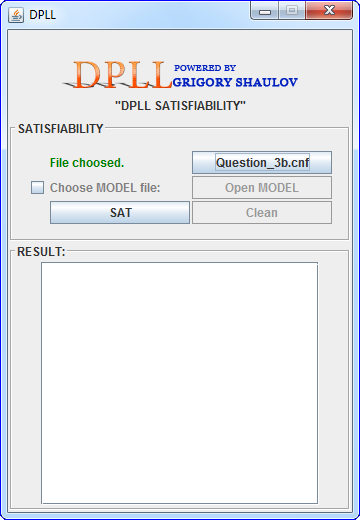 DPLL
DPLL POWERED BY
GRIGORY SHAULOV
"DPLL SATISFIABILITY"
SATISFIABILITY
File choosed. Question_3b.cnf
Choose MODEL file: Open MODEL
SAT Clean
RESULT: